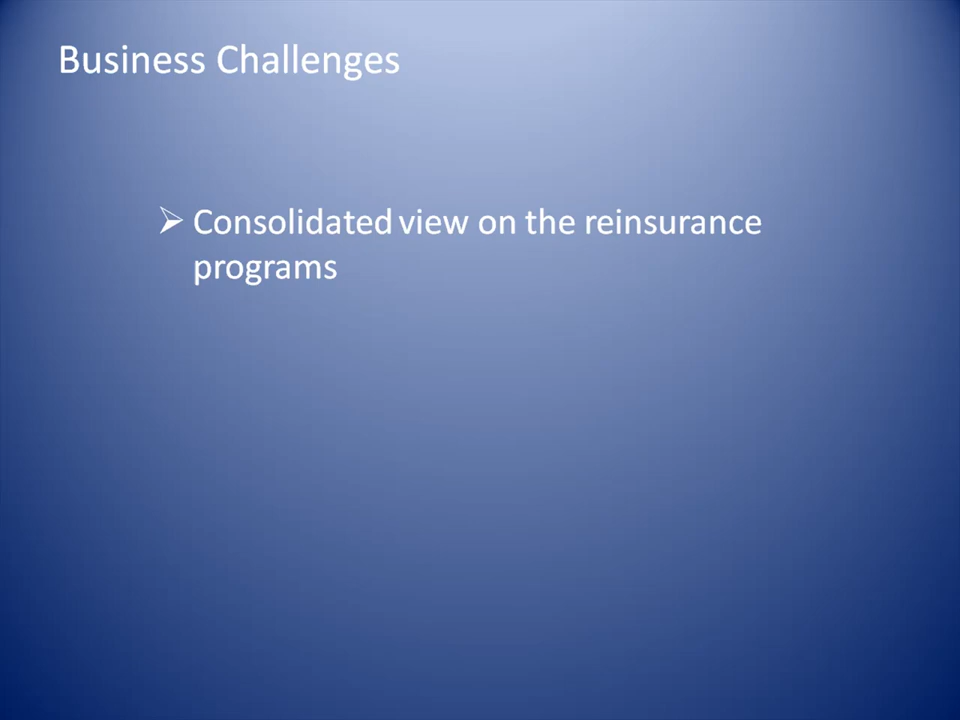 Business Challenges
➢ Consolidated view on the reinsurance
programs